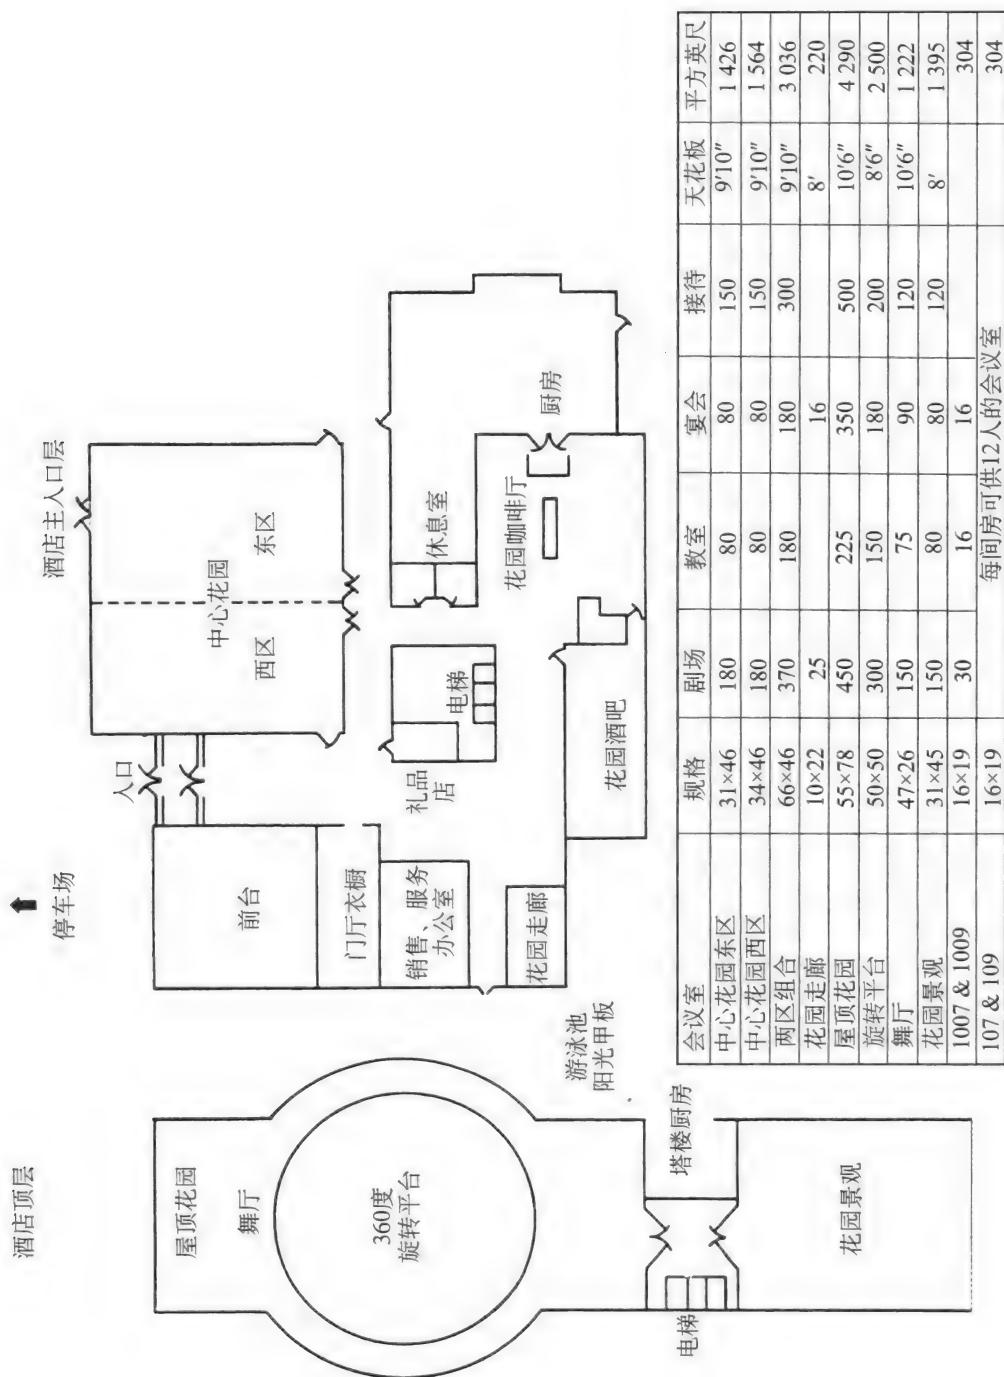 酒店顶层
停车场
酒店主入口层
屋顶花园
舞厅
360度
旋转平台
电梯
塔楼厨房
花园景观
入口
前台
门厅衣橱
销售、服务
办公室
花园走廊
游泳池
阳光甲板
中心花园
西区
东区
礼品
店
电梯
休息室
花园咖啡厅
厨房
花园酒吧
会议室 规格 剧场 教室 宴会 接待 天花板 平方英尺
中心花园东区 31×46 180 80 80 150 9'10" 1 426
中心花园西区 34×46 180 80 80 150 9'10" 1 564
两区组合 66×46 370 180 180 300 9'10" 3 036
花园走廊 10×22 25 16 8' 220
屋顶花园 55×78 450 225 350 500 10'6" 4 290
旋转平台 50×50 300 150 180 200 8'6" 2 500
舞厅 47×26 150 75 90 120 10'6" 1 222
花园景观 31×45 150 80 80 120 8' 1 395
1007 & 1009 16×19 30 16 16 304
107 & 109 16×19 每间房可供12人的会议室 304